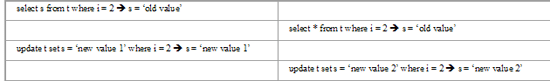 select s from t where i = 2 ➔ s = ‘old value’
select * from t where i = 2 ➔ s = ‘old value’
update t set s = ‘new value 1’ where i = 2 ➔ s = ‘new value 1’
update t set s = ‘new value 2’ where i = 2 ➔ s = ‘new value 2’